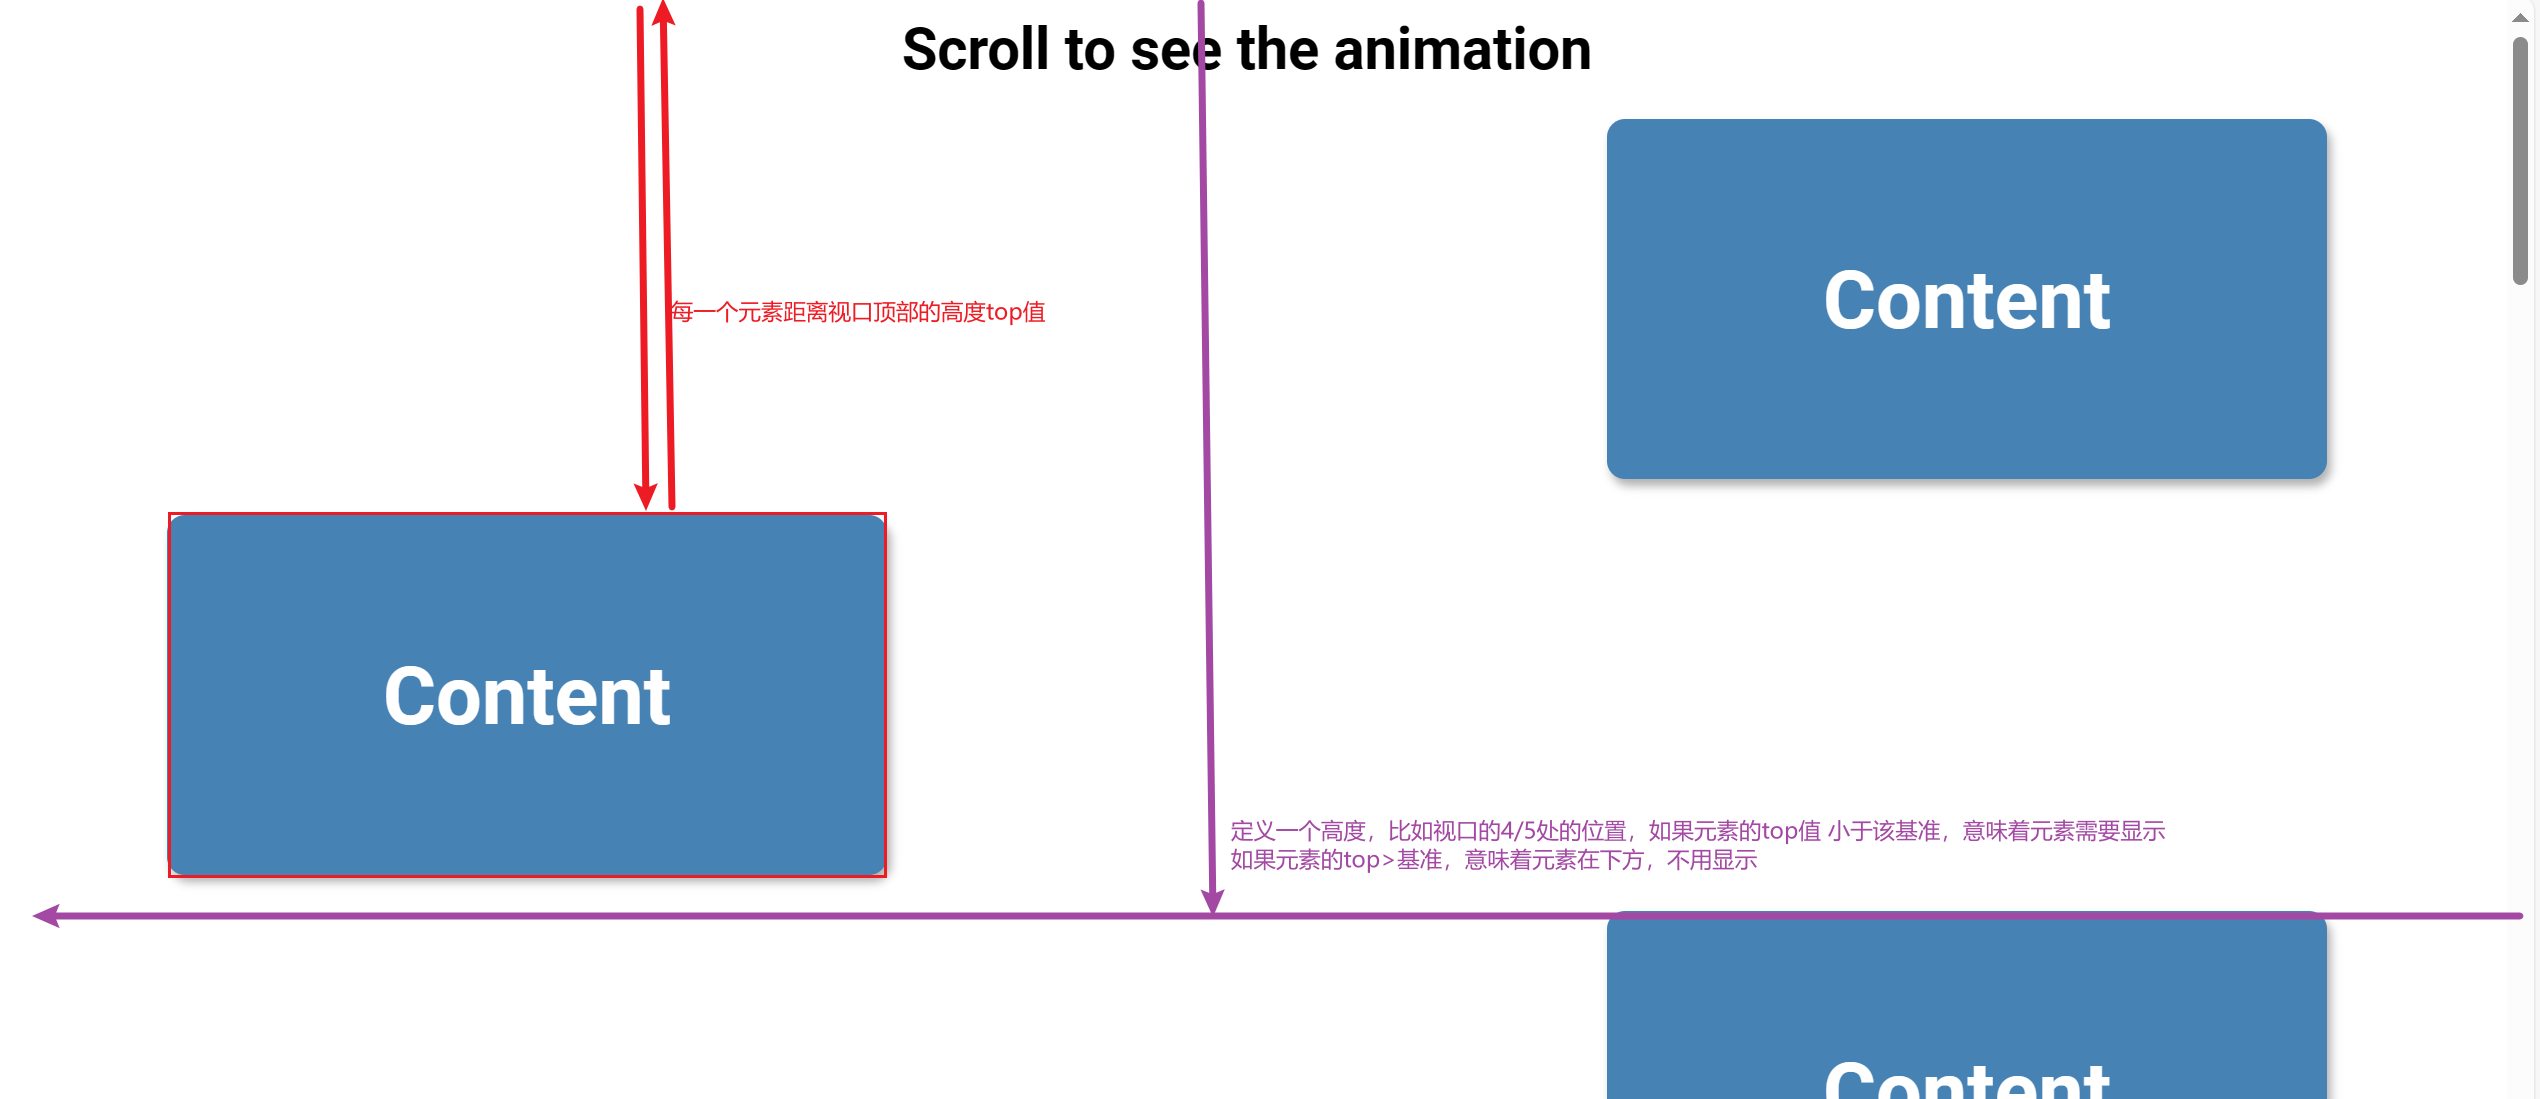 Scroll to see the animation
Content
每一个元素距离视口顶部的高度top值
Content
定义一个高度，比如视口的4/5处的位置，如果元素的top值 小于该基准，意味着元素需要显示
如果元素的top>基准，意味着元素在下方，不用显示
Content